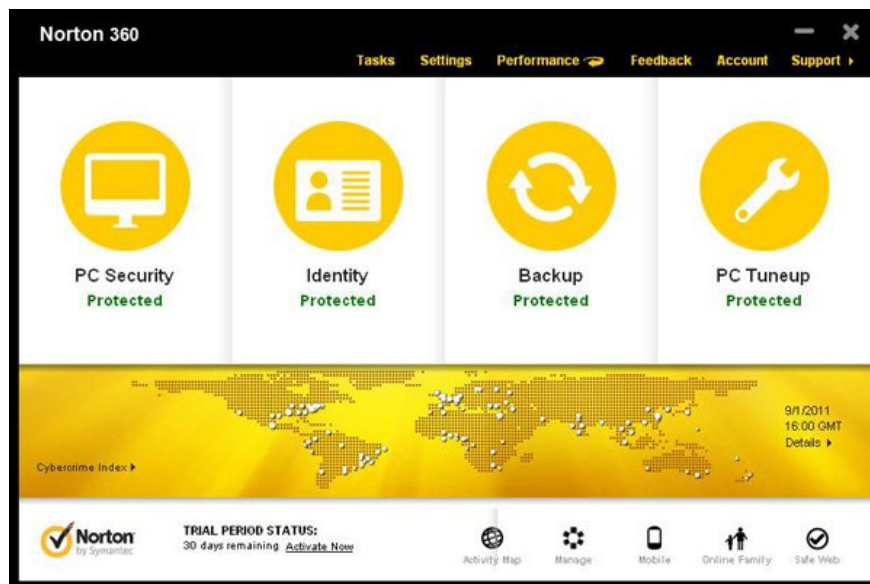 Norton 360
Tasks Settings Performance Feedback Account Support
PC Security Identity Backup PC Tuneup
Protected Protected Protected Protected
9/1/2011
16:00 GMT
Details
Cybercrime Index
Norton
by Symantec
TRIAL PERIOD STATUS:
30 days remaining Activate Now
Activity Map Manage Mobile Online Family Safe Web